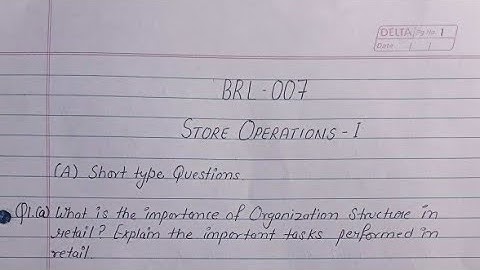 DELTA Pg No. 1
Date / /
BRL-007
STORE OPERATIONS - I
(A) Short type Questions.
Q1.(a) What is the importance of Organization Structure in
retail? Explain the important tasks performed in
retail.